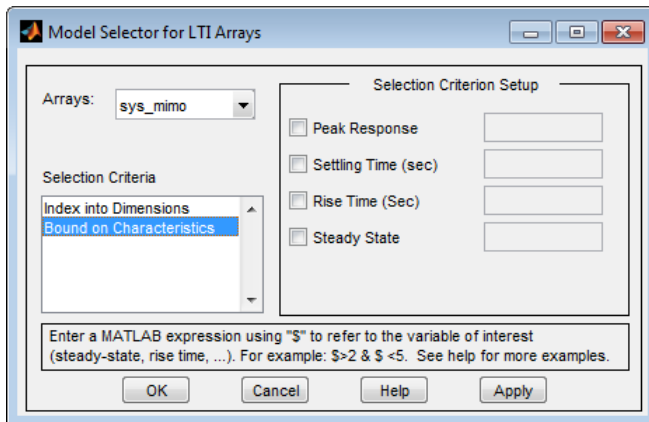 Model Selector for LTI Arrays
Arrays:
sys_mimo
Selection Criteria
Index into Dimensions
Bound on Characteristics
Selection Criterion Setup
Peak Response
Settling Time (sec)
Rise Time (Sec)
Steady State
Enter a MATLAB expression using "$" to refer to the variable of interest
(steady-state, rise time, ...). For example: $>2 & $ <5. See help for more examples.
OK
Cancel
Help
Apply